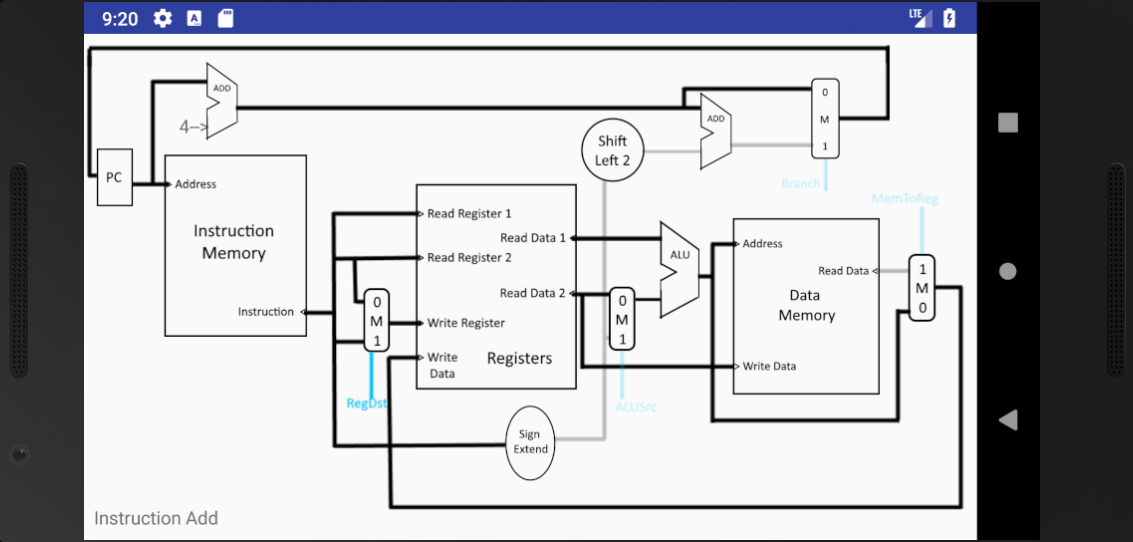 9:20
A
LTE
ADD
4-->
0
M
1
ADD
Shift
Left 2
PC
Address
Branch
MemToReg
Instruction
Memory
Read Register 1
Read Data 1
Read Register 2
ALU
Address
Read Data
1
M
0
Read Data 2
Data
Memory
Instruction
0
M
1
0
M
1
Write Register
Write
Data
Registers
Write Data
RegDst
ALUSrc
Sign
Extend
Instruction Add